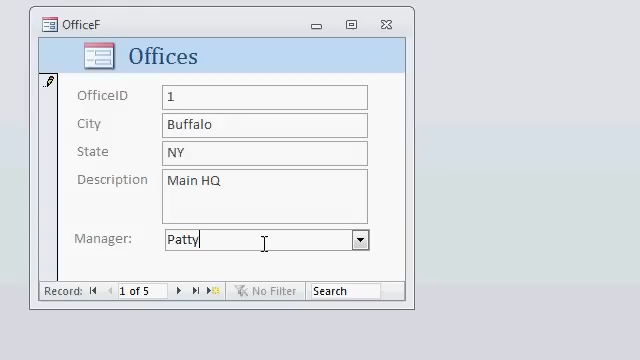 OfficeF
Offices
OfficeID 1
City Buffalo
State NY
Description Main HQ
Manager: Patty
Record: 1 of 5 No Filter Search